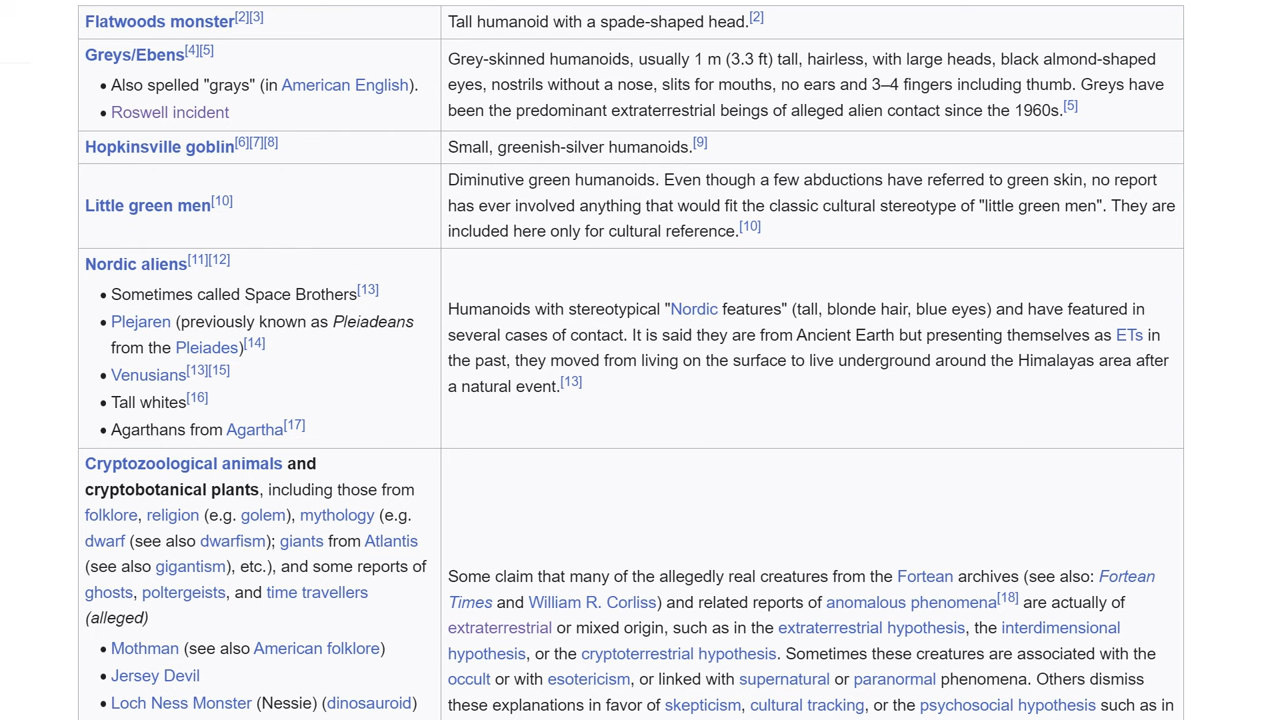 Flatwoods monster[2][3]
Tall humanoid with a spade-shaped head.[2]
Greys/Ebens[4][5]
• Also spelled "grays" (in American English).
• Roswell incident
Grey-skinned humanoids, usually 1 m (3.3 ft) tall, hairless, with large heads, black almond-shaped
eyes, nostrils without a nose, slits for mouths, no ears and 3–4 fingers including thumb. Greys have
been the predominant extraterrestrial beings of alleged alien contact since the 1960s.[5]
Hopkinsville goblin[6][7][8]
Small, greenish-silver humanoids.[9]
Little green men[10]
Diminutive green humanoids. Even though a few abductions have referred to green skin, no report
has ever involved anything that would fit the classic cultural stereotype of "little green men". They are
included here only for cultural reference.[10]
Nordic aliens[11][12]
• Sometimes called Space Brothers[13]
• Plejaren (previously known as Pleiadeans
from the Pleiades)[14]
• Venusians[13][15]
• Tall whites[16]
• Agarthans from Agartha[17]
Humanoids with stereotypical "Nordic features" (tall, blonde hair, blue eyes) and have featured in
several cases of contact. It is said they are from Ancient Earth but presenting themselves as ETs in
the past, they moved from living on the surface to live underground around the Himalayas area after
a natural event.[13]
Cryptozoological animals and
cryptobotanical plants, including those from
folklore, religion (e.g. golem), mythology (e.g.
dwarf (see also dwarfism); giants from Atlantis
(see also gigantism), etc.), and some reports of
ghosts, poltergeists, and time travellers
(alleged)
• Mothman (see also American folklore)
• Jersey Devil
• Loch Ness Monster (Nessie) (dinosauroid)
Some claim that many of the allegedly real creatures from the Fortean archives (see also: Fortean
Times and William R. Corliss) and related reports of anomalous phenomena[18] are actually of
extraterrestrial or mixed origin, such as in the extraterrestrial hypothesis, the interdimensional
hypothesis, or the cryptoterrestrial hypothesis. Sometimes these creatures are associated with the
occult or with esotericism, or linked with supernatural or paranormal phenomena. Others dismiss
these explanations in favor of skepticism, cultural tracking, or the psychosocial hypothesis such as in